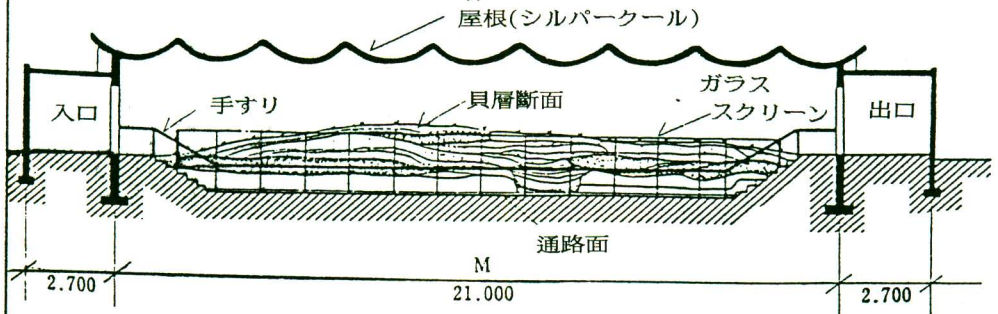 屋根(シルバークール)
ガラス
スクリーン
貝層断面
手すり
入口
出口
通路面
M
2.700
21.000
2.700